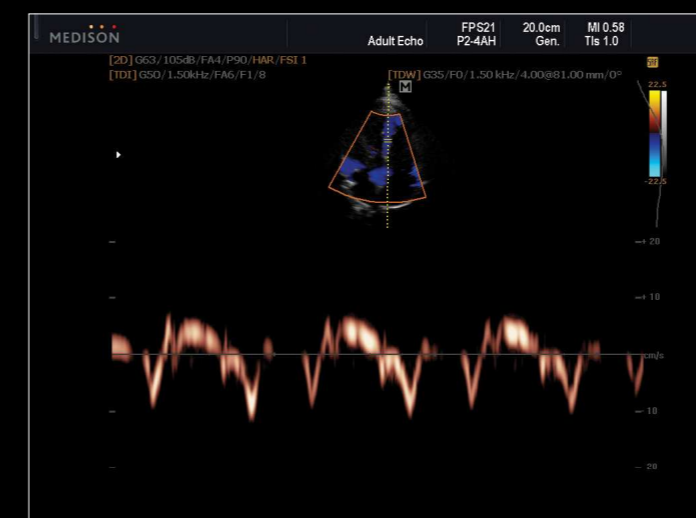 MEDISON
Adult Echo
FPS21
P2-4AH
20.0cm
Gen.
MI 0.58
TIs 1.0
[2D] G63/105dB/FA4/P90/HAR/FSI 1
[TDI] G50/1.50kHz/FA6/F1/8
[TDW] G35/F0/1.50 kHz/4.00@81.00 mm/0°
M
22.5
-22.5
+ 20
+ 10
cm/s
- 10
- 20